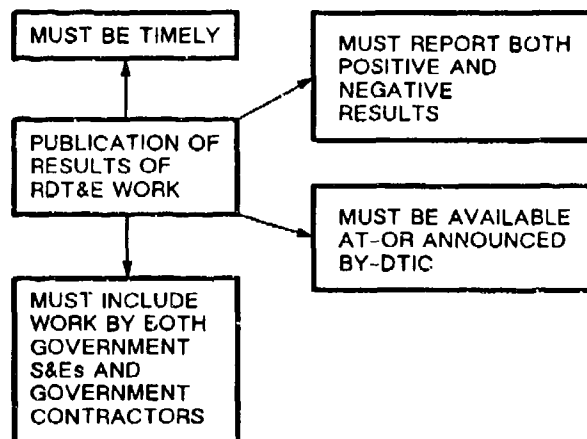 MUST BE TIMELY
MUST REPORT BOTH
POSITIVE AND
NEGATIVE
RESULTS
PUBLICATION OF
RESULTS OF
RDT&E WORK
MUST BE AVAILABLE
AT-OR ANNOUNCED
BY-DTIC
MUST INCLUDE
WORK BY BOTH
GOVERNMENT
S&Es AND
GOVERNMENT
CONTRACTORS